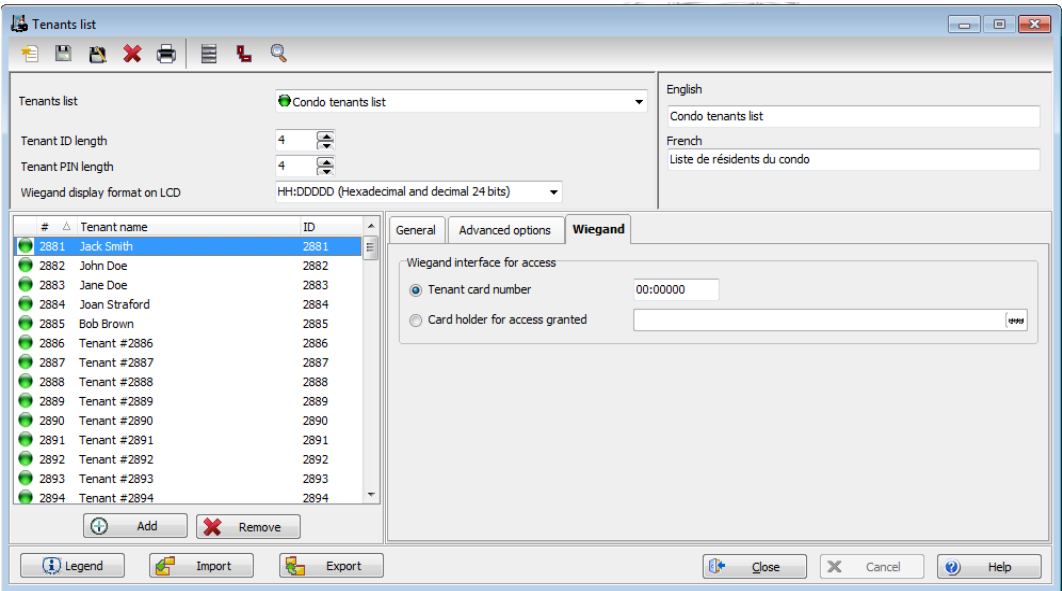 Tenants list
Tenants list
Condo tenants list
Tenant ID length
4
Tenant PIN length
4
Wiegand display format on LCD
HH:DDDDD (Hexadecimal and decimal 24 bits)
English
Condo tenants list
French
Liste de résidents du condo
# Tenant name ID
2881 Jack Smith 2881
2882 John Doe 2882
2883 Jane Doe 2883
2884 Joan Straford 2884
2885 Bob Brown 2885
2886 Tenant #2886 2886
2887 Tenant #2887 2887
2888 Tenant #2888 2888
2889 Tenant #2889 2889
2890 Tenant #2890 2890
2891 Tenant #2891 2891
2892 Tenant #2892 2892
2893 Tenant #2893 2893
2894 Tenant #2894 2894
Add Remove
General Advanced options Wiegand
Wiegand interface for access
Tenant card number 00:00000
Card holder for access granted
Legend Import Export Close Cancel Help